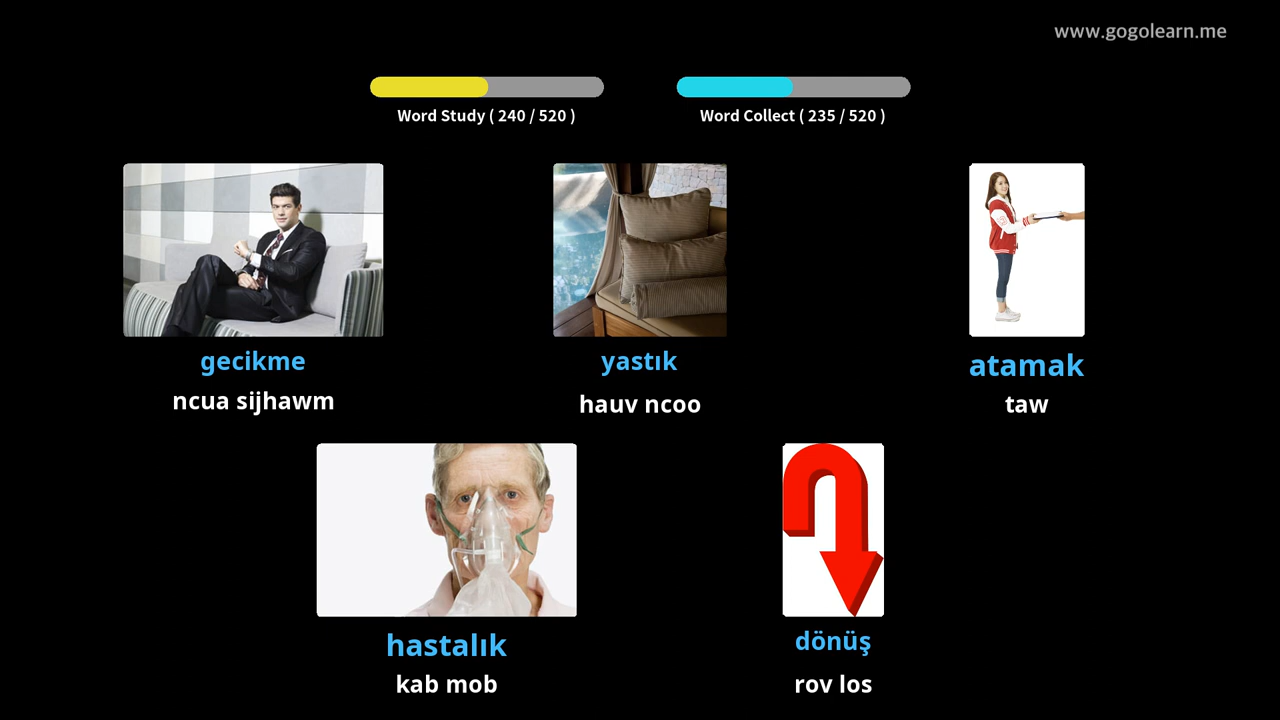 www.gogolearn.me
Word Study ( 240 / 520 )
Word Collect ( 235 / 520 )
gecikme
ncua sijhawm
yastık
hauv ncoo
atamak
taw
hastalık
kab mob
dönüş
rov los